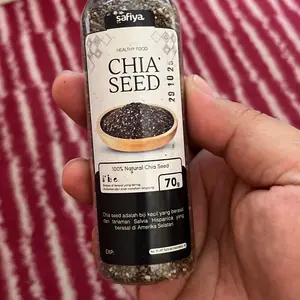 safiya.
HEALTHY FOOD
CHIA
SEED
29 10 25
100% Natural Chia Seed
70g
Chia seed adalah biji kecil yang berasal
dari tanaman Salvia Hispanica yang
berasal di Amerika Selatan
EXP: